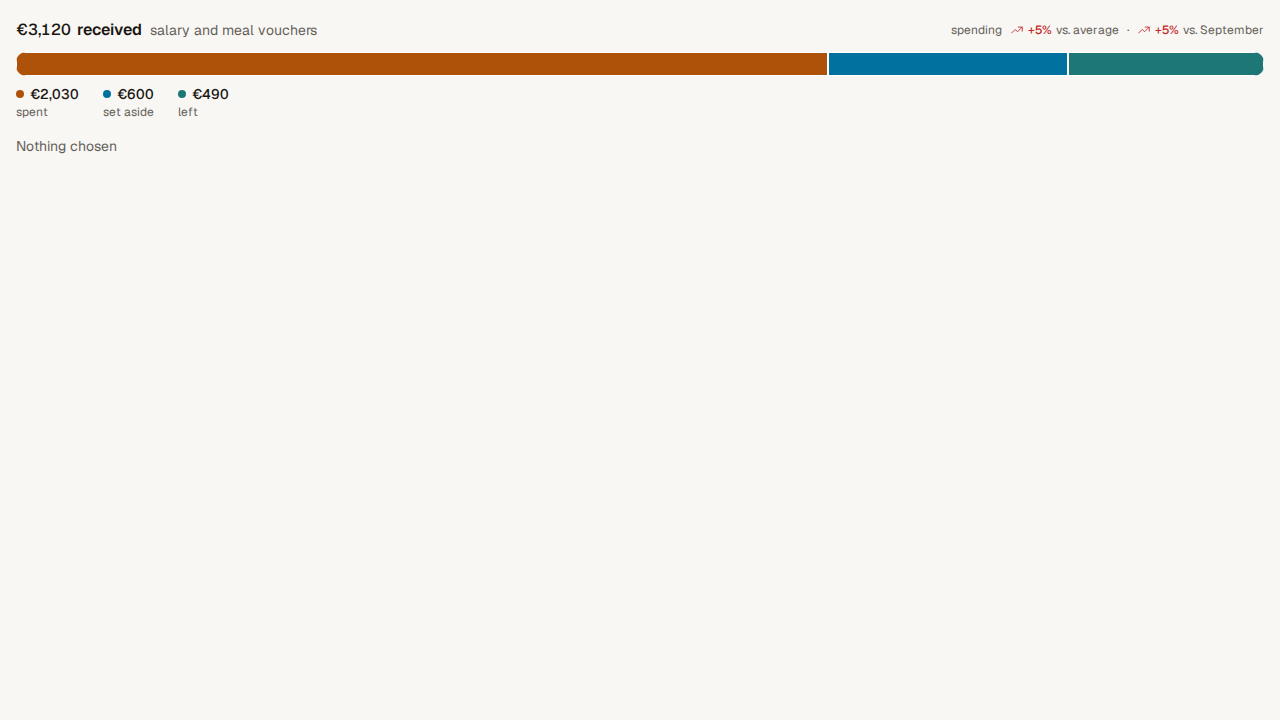 €3,120 received salary and meal vouchers
spending +5% vs. average · +5% vs. September
€2,030 €600 €490
spent set aside left
Nothing chosen